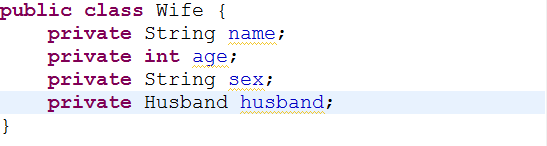 public class Wife {
    private String name;
    private int age;
    private String sex;
    private Husband husband;
}